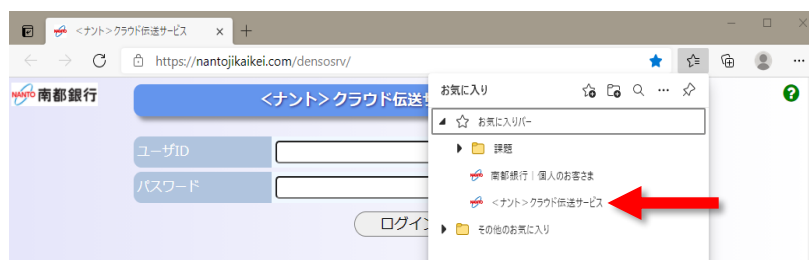 <ナント>クラウド伝送サービス
https://nantojikaikei.com/densosrv/
NANTO 南都銀行
<ナント>クラウド伝送
ユーザID
パスワード
ログイン
お気に入り
お気に入りバー
課題
南都銀行|個人のお客さま
<ナント>クラウド伝送サービス
その他のお気に入り